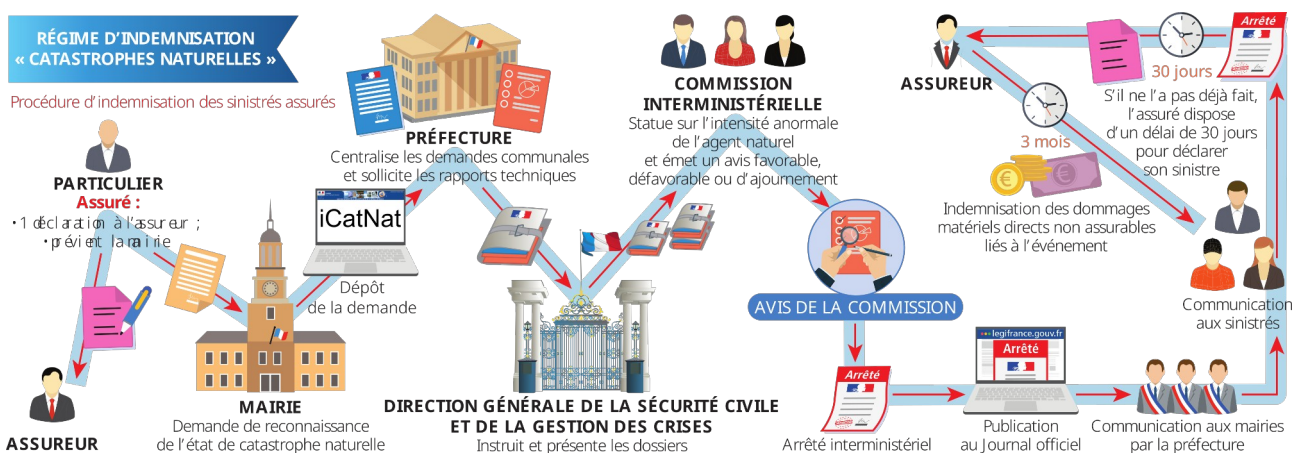 RÉGIME D'INDEMNISATION
« CATASTROPHES NATURELLES »
Procédure d'indemnisation des sinistrés assurés
PARTICULIER
Assuré :
• 1 déclaration à l'assureur ;
• prévient la mairie
ASSUREUR
MAIRIE
Demande de reconnaissance
de l'état de catastrophe naturelle
iCatNat
Dépôt
de la demande
PRÉFECTURE
Centralise les demandes communales
et sollicite les rapports techniques
DIRECTION GÉNÉRALE DE LA SÉCURITÉ CIVILE
ET DE LA GESTION DES CRISES
Instruit et présente les dossiers
COMMISSION
INTERMINISTÉRIELLE
Statue sur l'intensité anormale
de l'agent naturel
et émet un avis favorable,
défavorable ou d'ajournement
AVIS DE LA COMMISSION
Arrêté
Arrêté interministériel
legifrance.gouv.fr
Arrêté
Publication
au Journal officiel
Communication aux mairies
par la préfecture
Arrêté
30 jours
S'il ne l'a pas déjà fait,
l'assuré dispose
d'un délai de 30 jours
pour déclarer
son sinistre
ASSUREUR
3 mois
Indemnisation des dommages
matériels directs non assurables
liés à l'événement
Communication
aux sinistrés